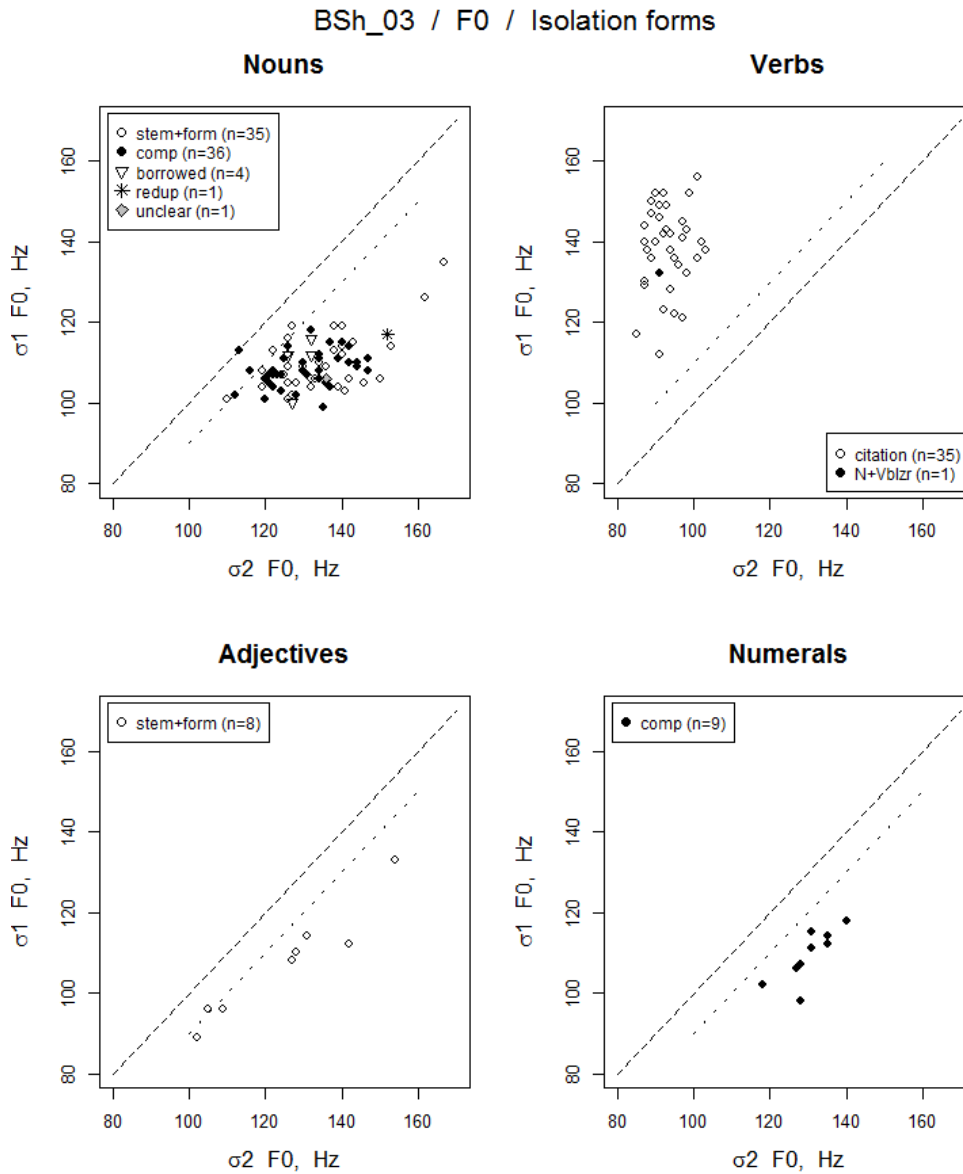 BSh_03 / F0 / Isolation forms
Nouns
stem+form (n=35)
comp (n=36)
borrowed (n=4)
redup (n=1)
unclear (n=1)
σ1 F0, Hz
160
140
120
100
80
80 100 120 140 160
σ2 F0, Hz
Verbs
citation (n=35)
N+Vblzr (n=1)
σ1 F0, Hz
160
140
120
100
80
80 100 120 140 160
σ2 F0, Hz
Adjectives
stem+form (n=8)
σ1 F0, Hz
160
140
120
100
80
80 100 120 140 160
σ2 F0, Hz
Numerals
comp (n=9)
σ1 F0, Hz
160
140
120
100
80
80 100 120 140 160
σ2 F0, Hz